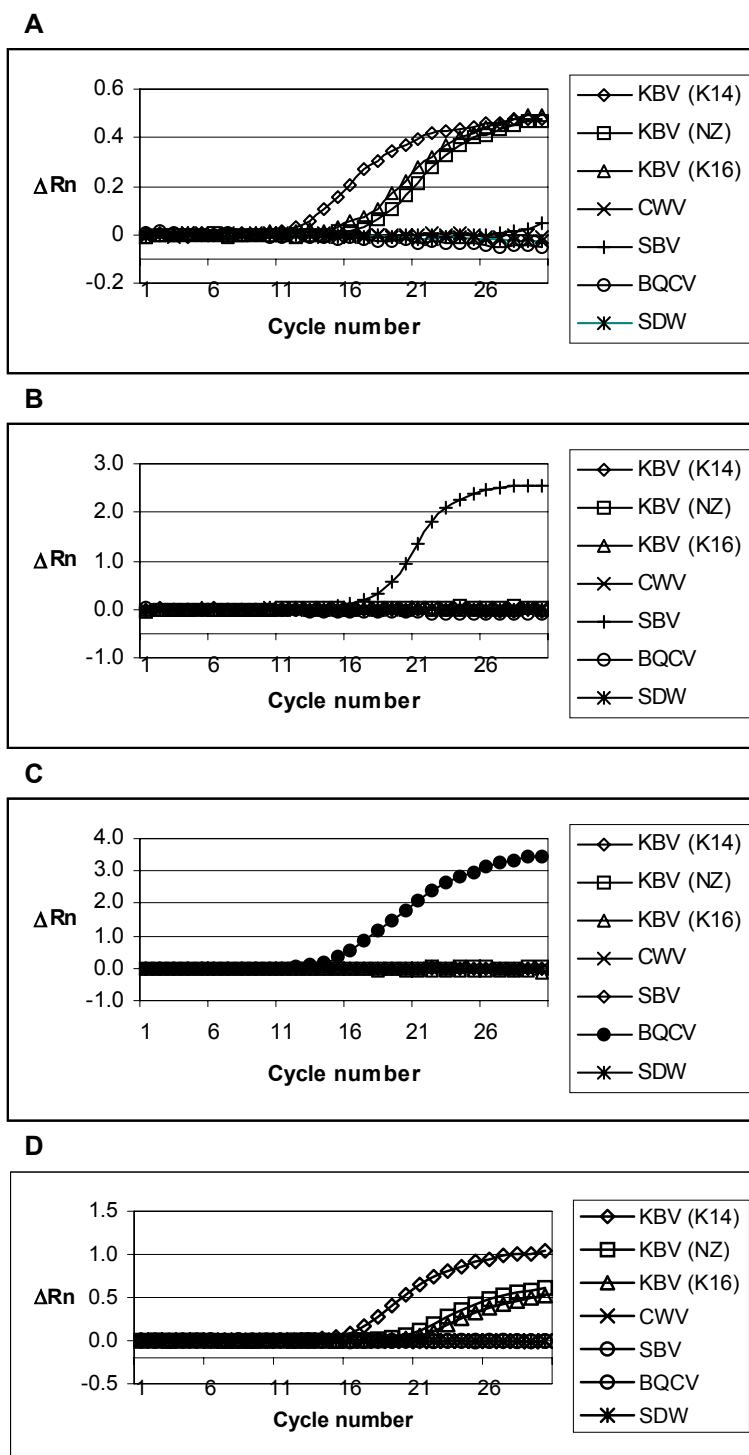 A
0.6
0.4
0.2
0
-0.2
ΔRn
1 6 11 16 21 26
Cycle number
KBV (K14)
KBV (NZ)
KBV (K16)
CWV
SBV
BQCV
SDW
B
3.0
2.0
1.0
0.0
-1.0
ΔRn
1 6 11 16 21 26
Cycle number
KBV (K14)
KBV (NZ)
KBV (K16)
CWV
SBV
BQCV
SDW
C
4.0
3.0
2.0
1.0
0.0
-1.0
ΔRn
1 6 11 16 21 26
Cycle number
KBV (K14)
KBV (NZ)
KBV (K16)
CWV
SBV
BQCV
SDW
D
1.5
1.0
0.5
0.0
-0.5
ΔRn
1 6 11 16 21 26
Cycle number
KBV (K14)
KBV (NZ)
KBV (K16)
CWV
SBV
BQCV
SDW